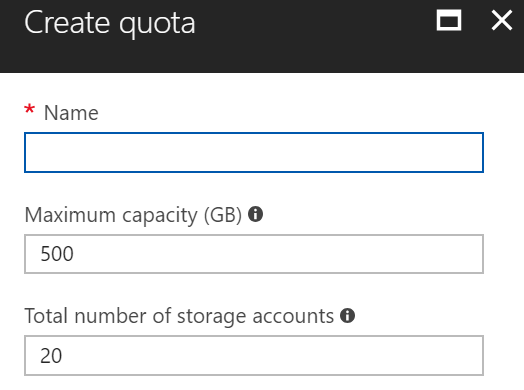 Create quota
* Name
Maximum capacity (GB)
500
Total number of storage accounts
20